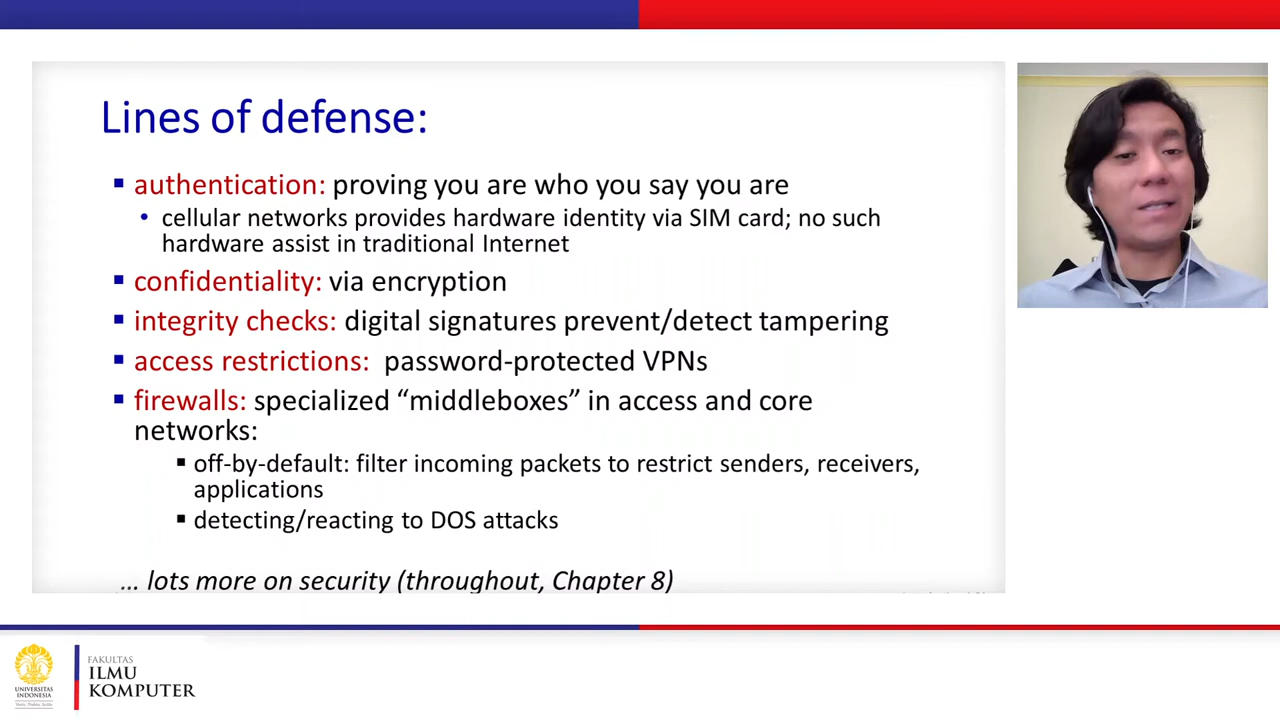 Lines of defense:
authentication: proving you are who you say you are
cellular networks provides hardware identity via SIM card; no such
hardware assist in traditional Internet
confidentiality: via encryption
integrity checks: digital signatures prevent/detect tampering
access restrictions: password-protected VPNs
firewalls: specialized “middleboxes” in access and core
networks:
off-by-default: filter incoming packets to restrict senders, receivers,
applications
detecting/reacting to DOS attacks
… lots more on security (throughout, Chapter 8)
UNIVERSITAS
INDONESIA
FAKULTAS
ILMU
KOMPUTER